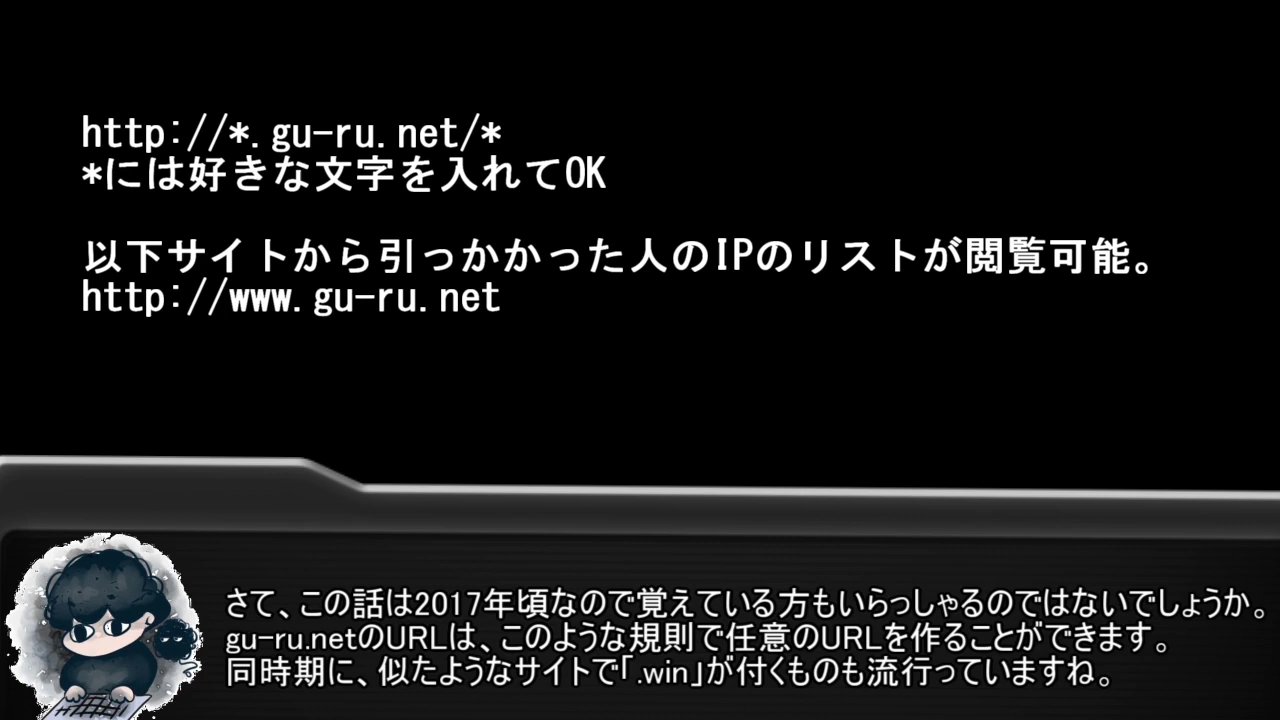 http://*.gu-ru.net/*
*には好きな文字を入れてOK
以下サイトから引っかかった人のIPのリストが閲覧可能。
http://www.gu-ru.net
さて、この話は2017年頃なので覚えている方もいらっしゃるのではないでしょうか。
gu-ru.netのURLは、このような規則で任意のURLを作ることができます。
同時期に、似たようなサイトで「.win」が付くものも流行っていますね。